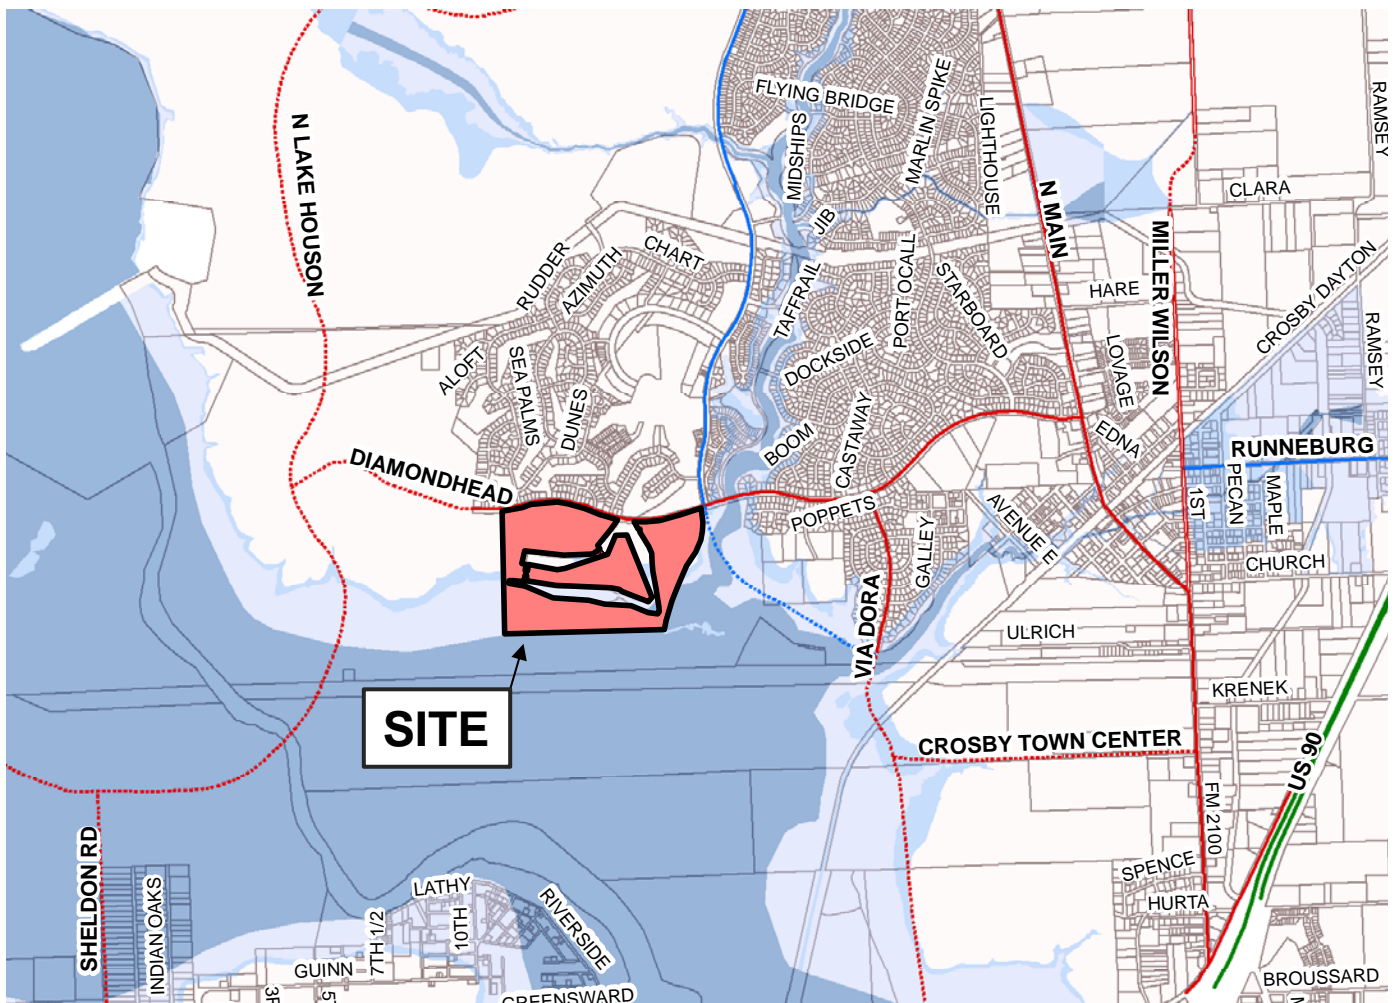 FLYING BRIDGE
MARLIN SPIKE
LIGHTHOUSE
RAMSEY
MIDSHIPS
N LAKE HOUSON
N MAIN
CLARA
JIB
CHART
RUDDER
AZIMUTH
TAFFRAIL
PORT OCALL
STARBOARD
MILLER WILSON
HARE
CROSBY DAYTON
RAMSEY
DOCKSIDE
LOVAGE
ALOFT
SEA PALMS
DUNES
CASTAWAY
BOOM
EDNA
RUNNEBURG
DIAMONDHEAD
POPPETS
AVENUE E
1ST
PECAN
MAPLE
GALLEY
CHURCH
VIA DORA
ULRICH
SITE
KRENEK
CROSBY TOWN CENTER
US 90
FM 2100
SHELDON RD
INDIAN OAKS
LATHY
7TH 1/2
10TH
RIVERSIDE
SPENCE
HURTA
GUINN
BROUSSARD
GREENSWARD